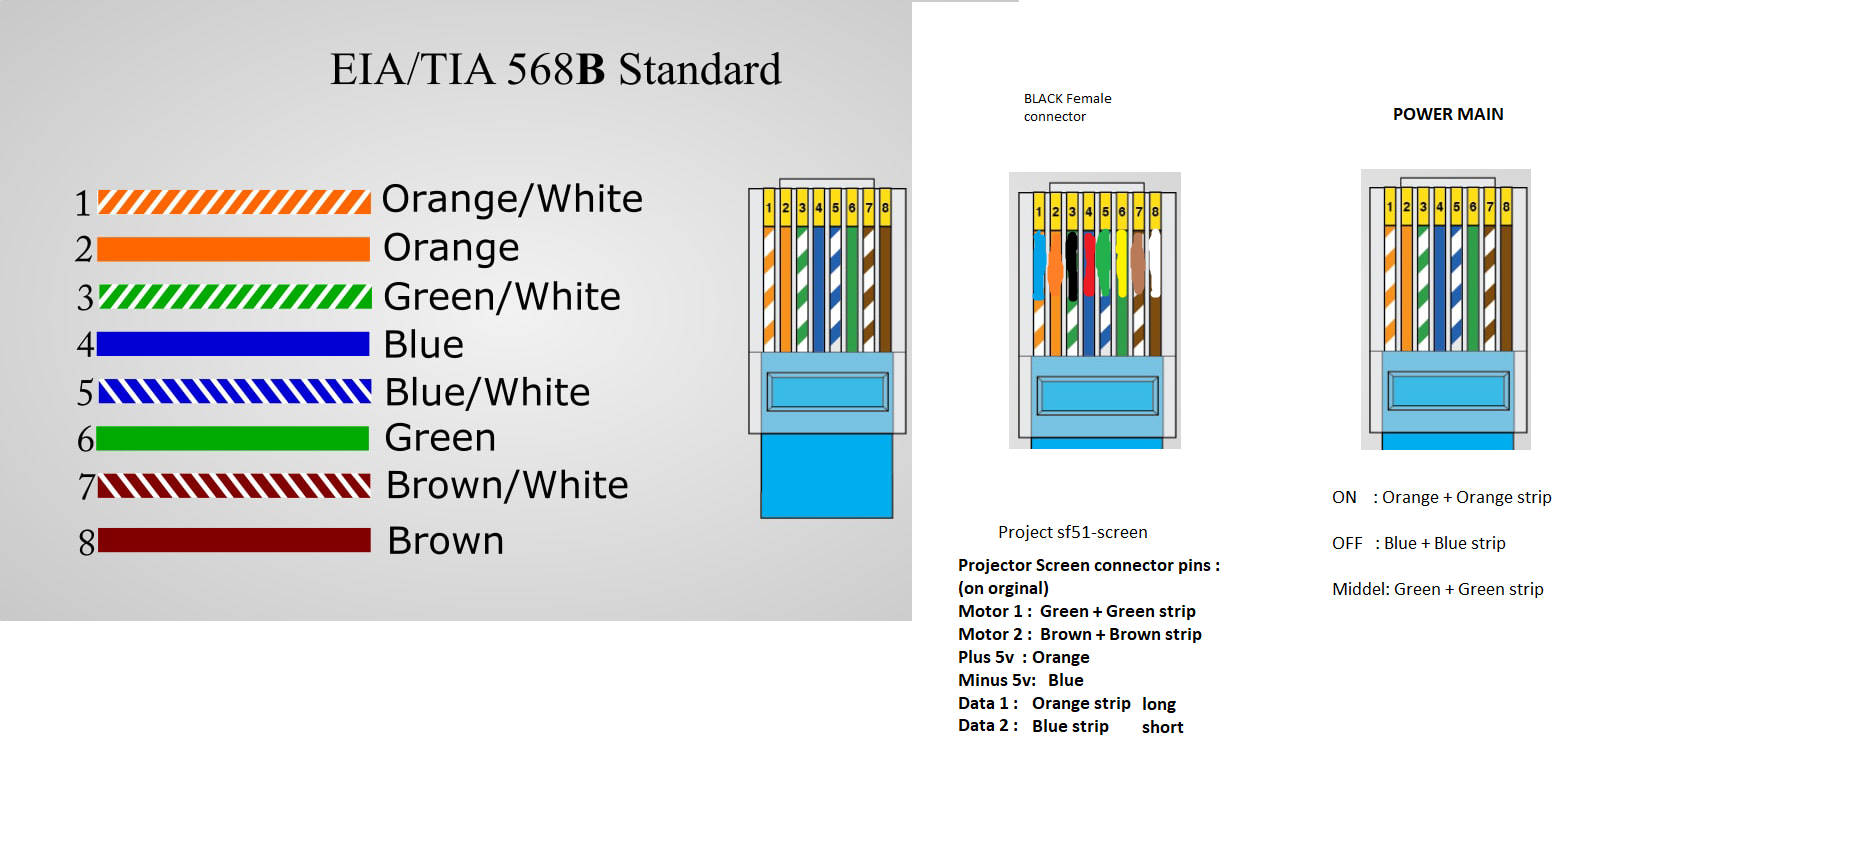 EIA/TIA 568B Standard
1 Orange/White
2 Orange
3 Green/White
4 Blue
5 Blue/White
6 Green
7 Brown/White
8 Brown
1 2 3 4 5 6 7 8
BLACK Female
connector
1 2 3 4 5 6 7 8
Project sf51-screen
Projector Screen connector pins :
(on orginal)
Motor 1 : Green + Green strip
Motor 2 : Brown + Brown strip
Plus 5v : Orange
Minus 5v: Blue
Data 1 : Orange strip long
Data 2 : Blue strip short
POWER MAIN
1 2 3 4 5 6 7 8
ON : Orange + Orange strip
OFF : Blue + Blue strip
Middel: Green + Green strip